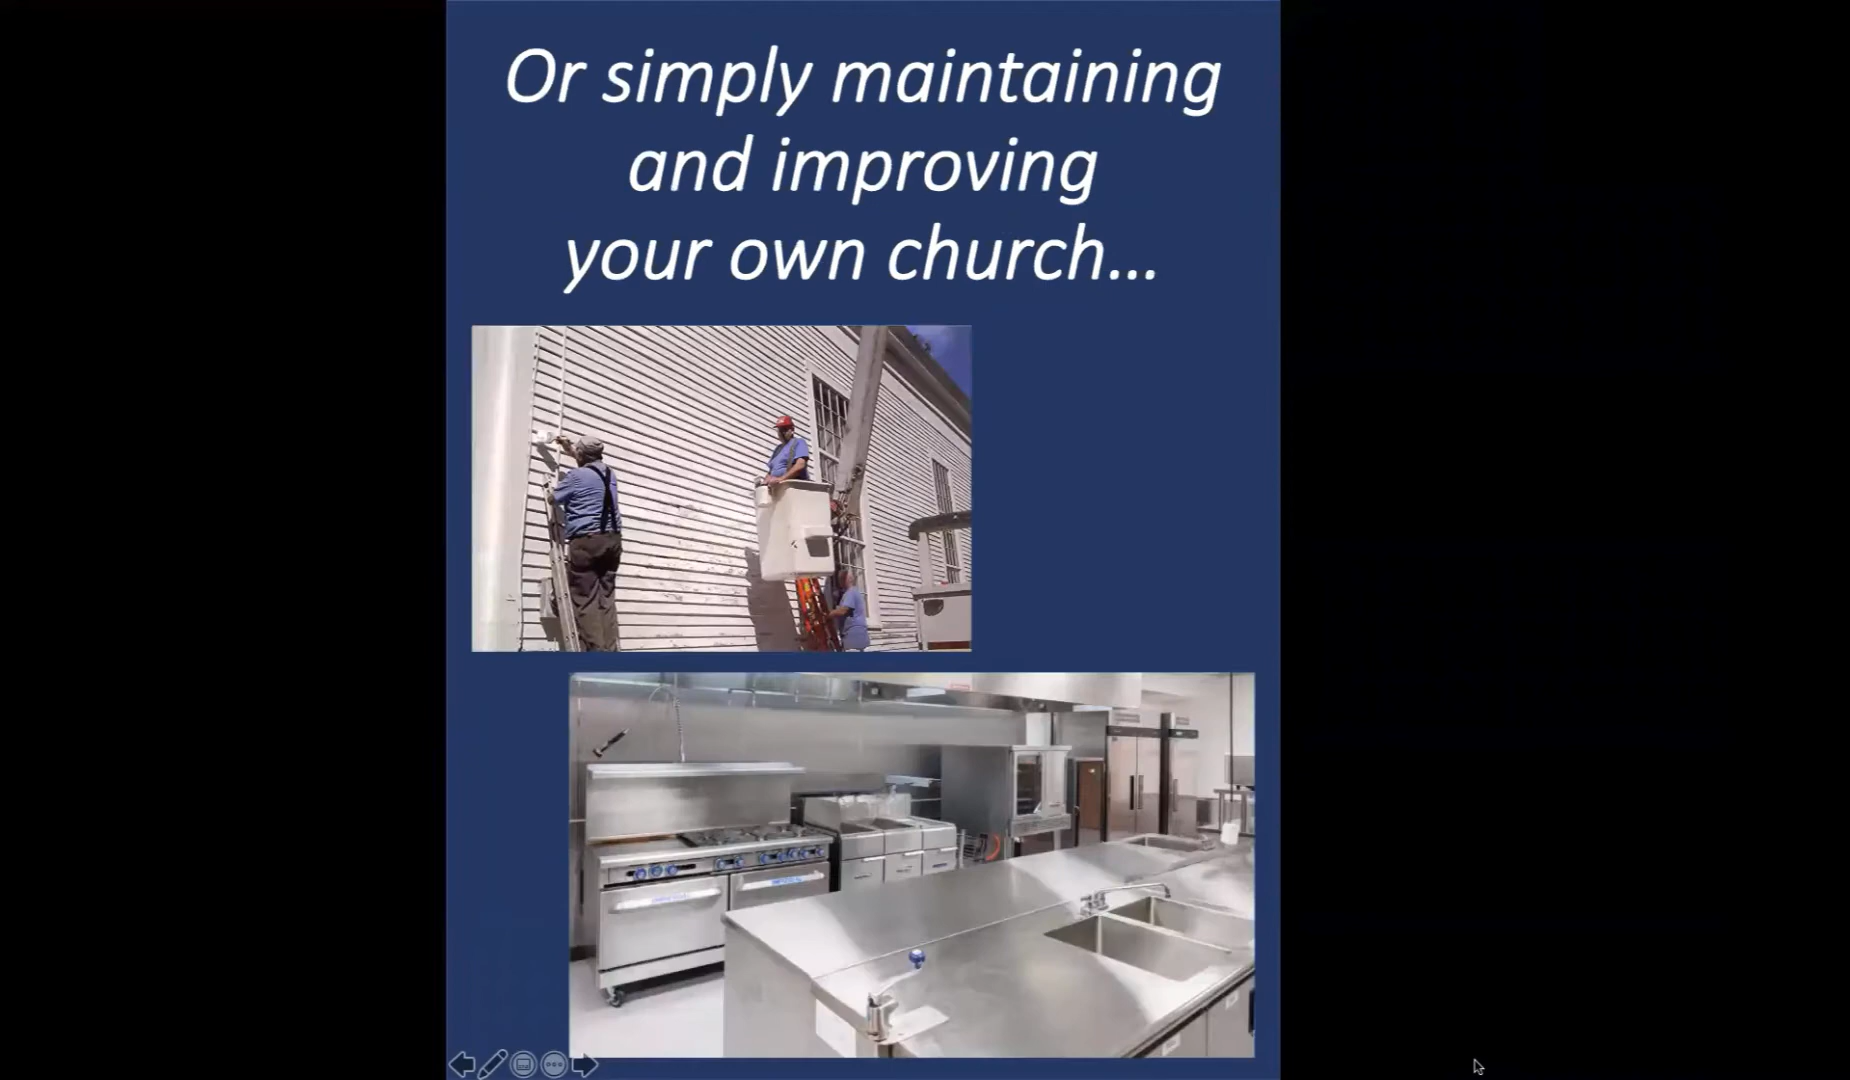 Or simply maintaining
and improving
your own church...